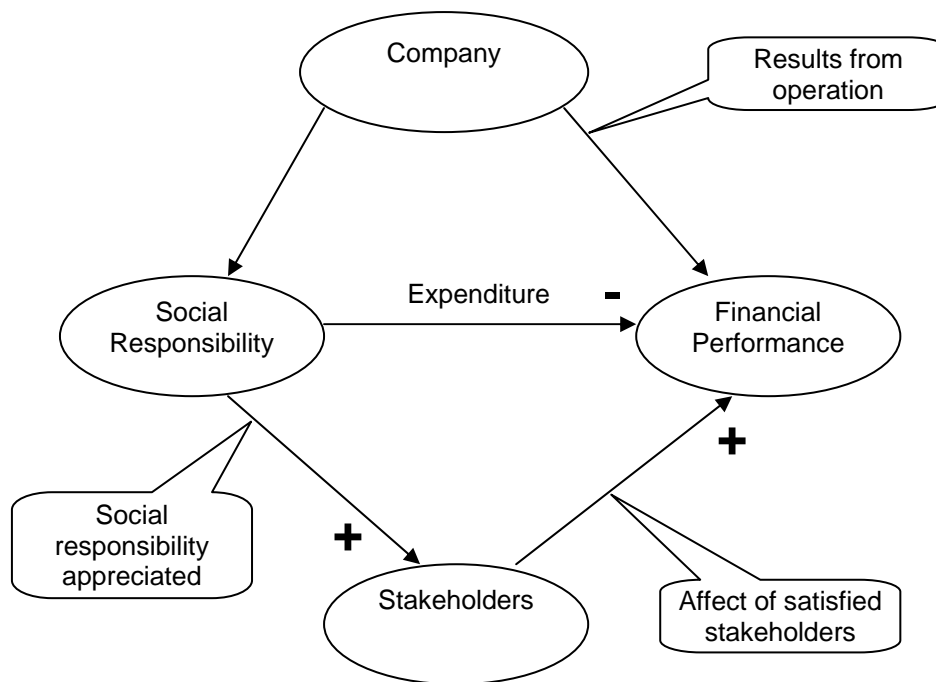 Company
Results from
operation
Social
Responsibility
Expenditure
-
Financial
Performance
+
+
Social
responsibility
appreciated
Stakeholders
Affect of satisfied
stakeholders